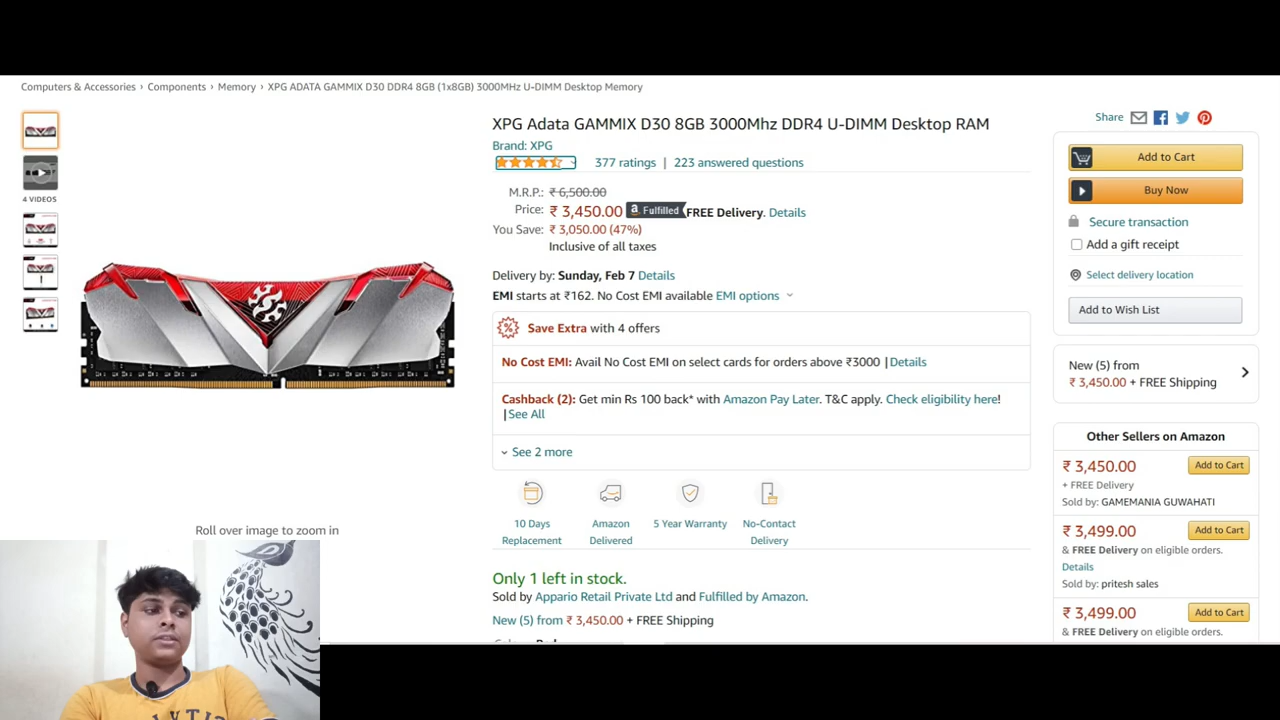 Computers & Accessories › Components › Memory › XPG ADATA GAMMIX D30 DDR4 8GB (1x8GB) 3000MHz U-DIMM Desktop Memory
4 VIDEOS
Roll over image to zoom in
XPG Adata GAMMIX D30 8GB 3000Mhz DDR4 U-DIMM Desktop RAM
Brand: XPG
377 ratings | 223 answered questions
M.R.P.: ₹ 6,500.00
Price: ₹ 3,450.00 a Fulfilled FREE Delivery. Details
You Save: ₹ 3,050.00 (47%)
Inclusive of all taxes
Delivery by: Sunday, Feb 7 Details
EMI starts at ₹162. No Cost EMI available EMI options
Save Extra with 4 offers
No Cost EMI: Avail No Cost EMI on select cards for orders above ₹3000 | Details
Cashback (2): Get min Rs 100 back* with Amazon Pay Later. T&C apply. Check eligibility here!
| See All
See 2 more
10 Days
Replacement
Amazon
Delivered
5 Year Warranty
No-Contact
Delivery
Only 1 left in stock.
Sold by Appario Retail Private Ltd and Fulfilled by Amazon.
New (5) from ₹ 3,450.00 + FREE Shipping
Share
Add to Cart
Buy Now
Secure transaction
Add a gift receipt
Select delivery location
Add to Wish List
New (5) from
₹ 3,450.00 + FREE Shipping
Other Sellers on Amazon
₹ 3,450.00 Add to Cart
+ FREE Delivery
Sold by: GAMEMANIA GUWAHATI
₹ 3,499.00 Add to Cart
& FREE Delivery on eligible orders.
Details
Sold by: pritesh sales
₹ 3,499.00 Add to Cart
& FREE Delivery on eligible orders.